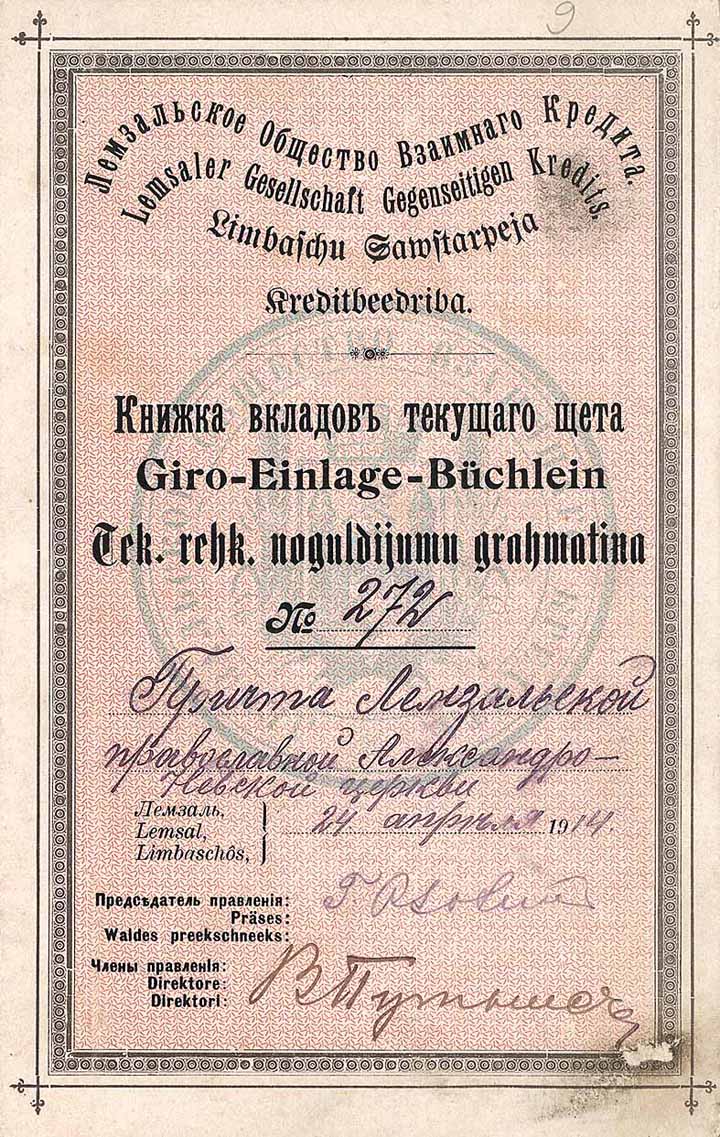 9
Лемзальское Общество Взаимнаго Кредита.
Lemsaler Gesellschaft Gegenseitigen Kredits.
Limbaschu Sawstarpeja
Kreditbeedriba.
Книжка вкладовъ текущаго щета
Giro-Einlage-Büchlein
Tek. rehk. noguldijumu grahmatina
№ 272
Причта Лемзальской
православной Александро-
Невской церкви
Лемзаль,
Lemsal,
Limbaschôs,
24 апрѣля 1914.
Предсѣдатель правленія:
Präses:
Waldes preekschneeks:
Члены правленія:
Direktore:
Direktori: